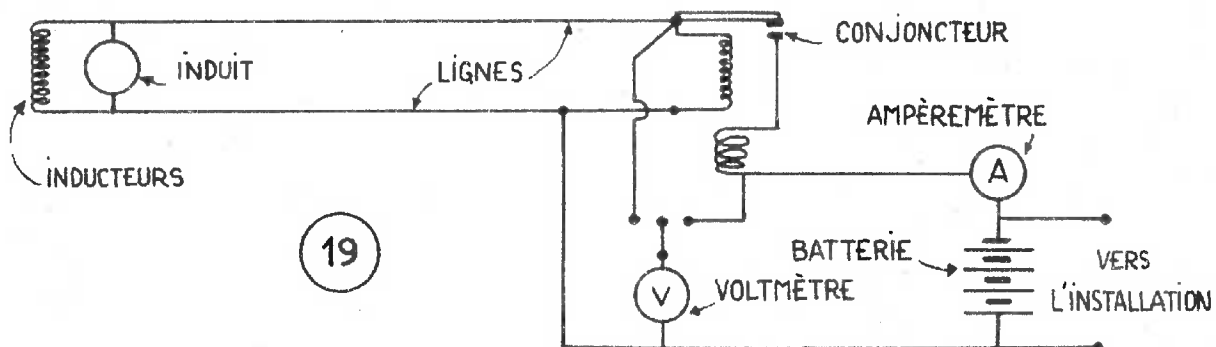 CONJONCTEUR
INDUIT
LIGNES
AMPÈREMÈTRE
INDUCTEURS
A
19
BATTERIE
VERS
L'INSTALLATION
V
VOLTMÈTRE